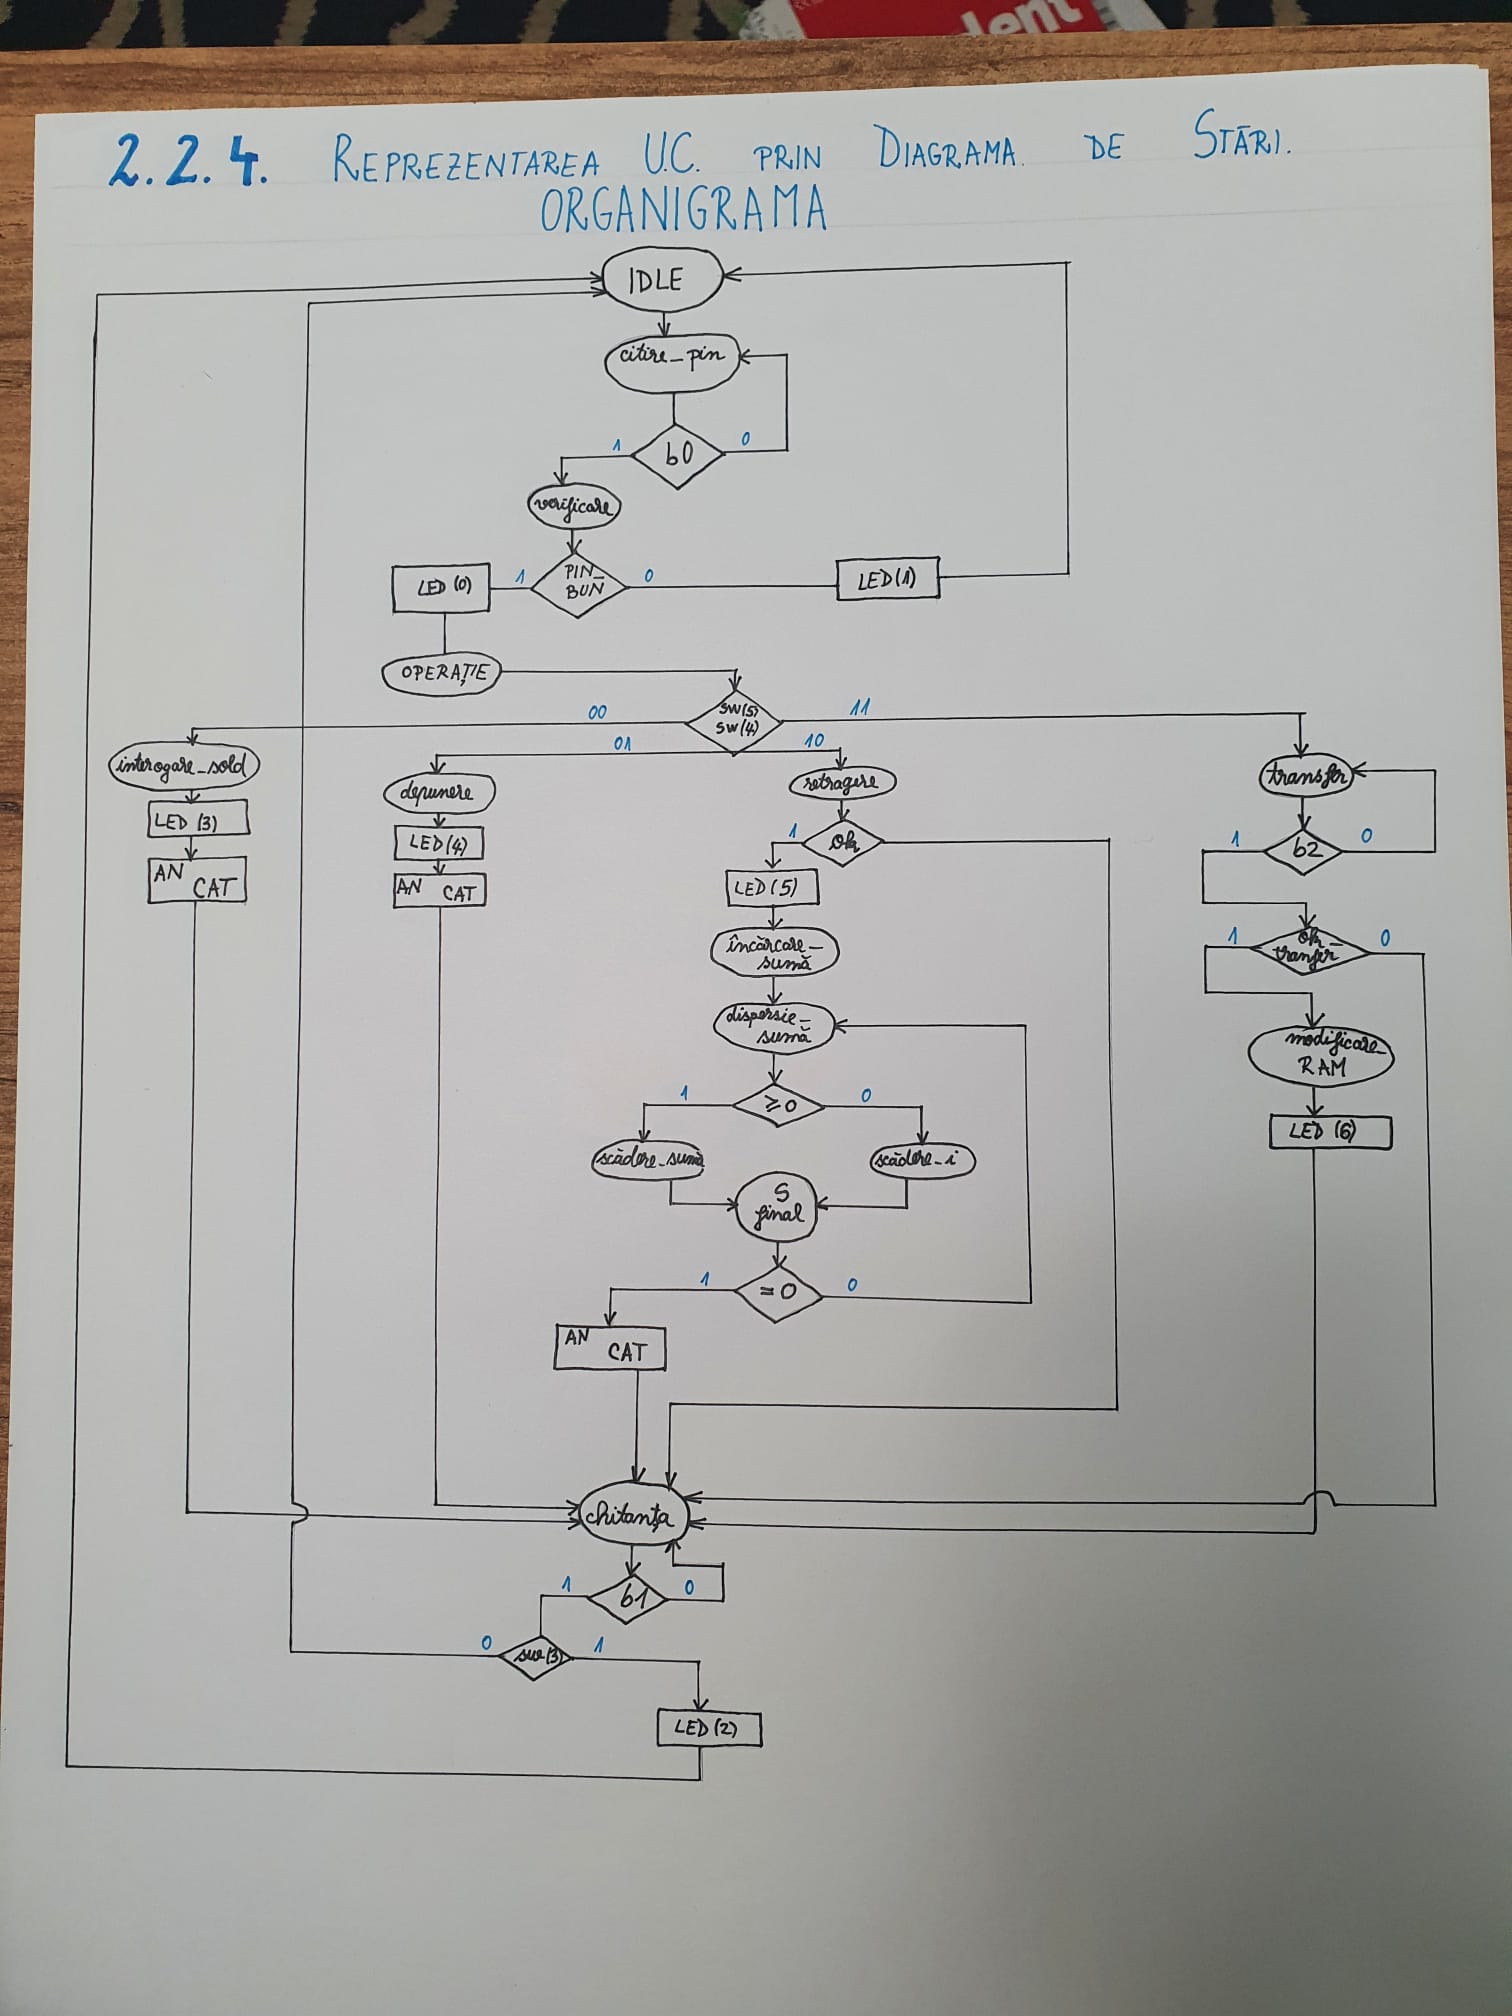 dent
2.2.4. REPREZENTAREA U.C. PRIN DIAGRAMA. DE STĂRI.
ORGANIGRAMA
IDLE
citire_pin
b0
1
0
verificare
PIN_
BUN
1
0
LED (0)
LED(1)
OPERAȚIE
SW(5)
SW(4)
00
11
01
10
interogare_sold
LED (3)
AN
CAT
depunere
LED(4)
AN CAT
retragere
ok
1
LED(5)
încărcare_
sumă
dispersie_
sumă
≥0
1
0
scădere_sumă
scădere_i
S
final
=0
1
0
AN
CAT
transfer
b2
1
0
ok_
tranfer
1
0
modificare_
RAM
LED (6)
chitanța
b1
1
0
sw(3)
0
1
LED (2)